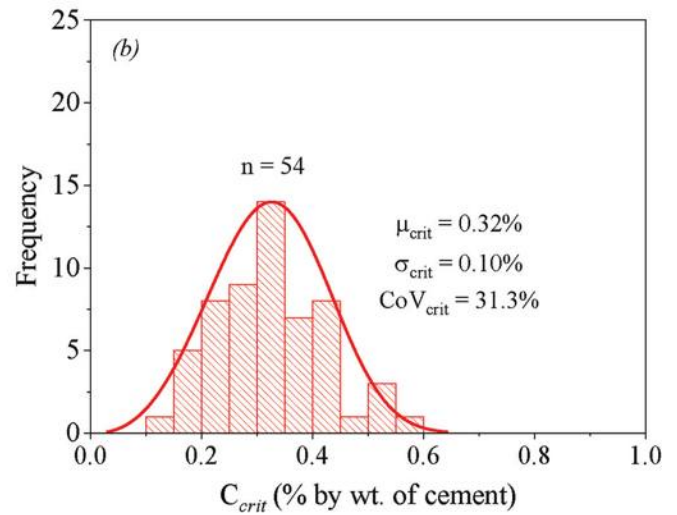 (b)
25
20
15
10
5
0
Frequency
n = 54
μcrit = 0.32%
σcrit = 0.10%
CoVcrit = 31.3%
0.0 0.2 0.4 0.6 0.8 1.0
Ccrit (% by wt. of cement)